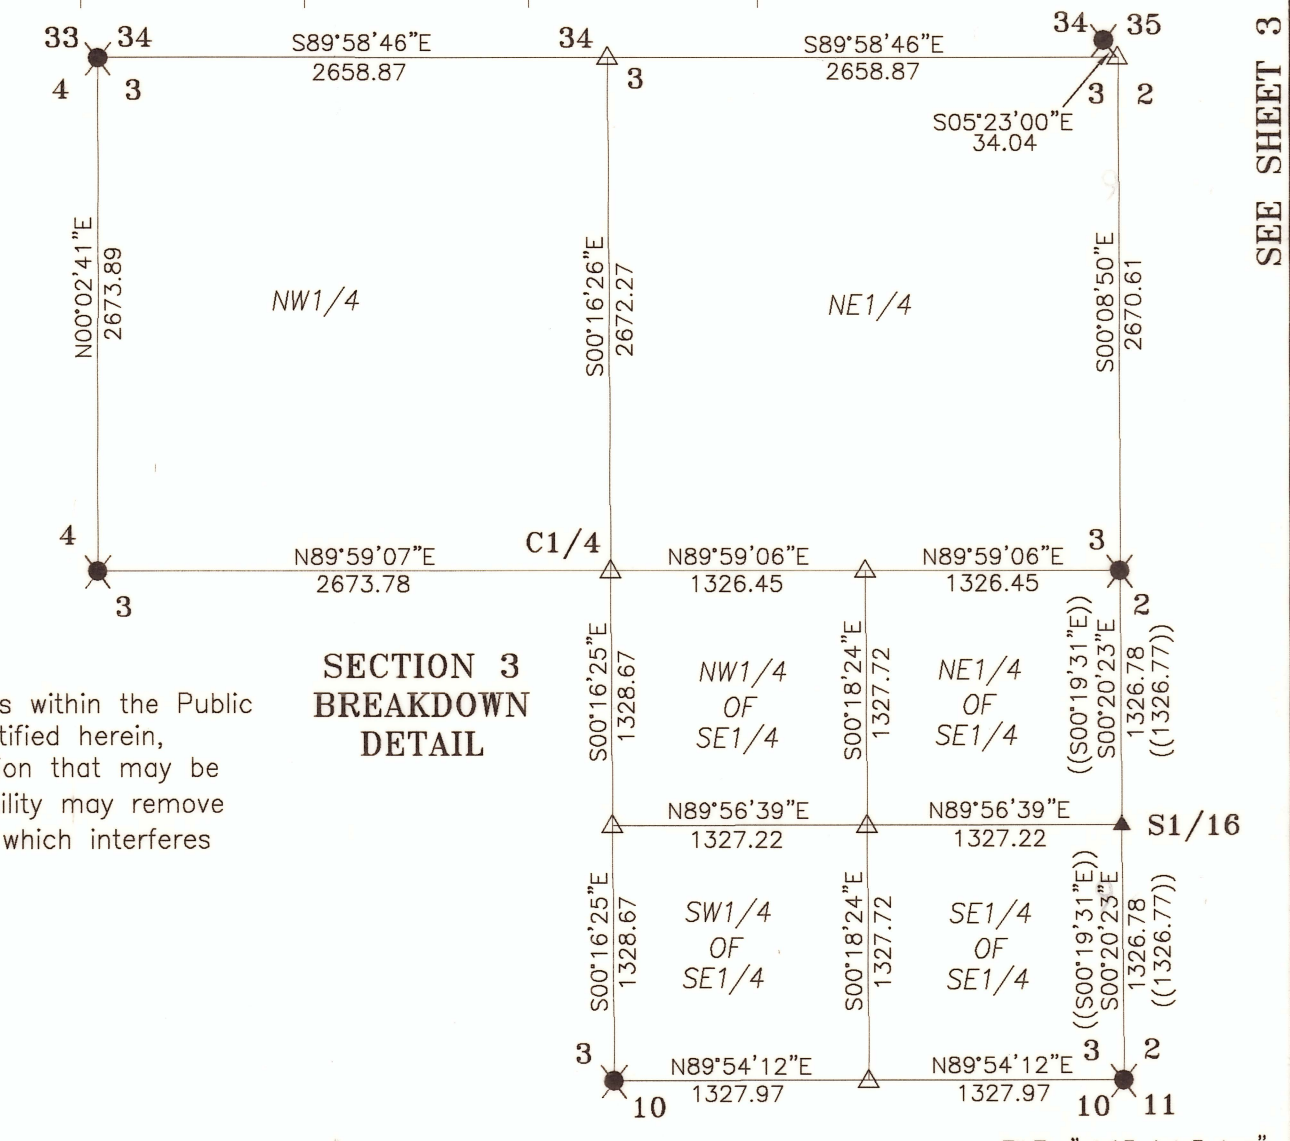 33 34
S89°58'46"E
2658.87
34
S89°58'46"E
2658.87
34 35
4 3
3
3 2
S05°23'00"E
34.04
SEE SHEET 3
N00°02'41"E
2673.89
NW1/4
S00°16'26"E
2672.27
NE1/4
S00°08'50"E
2670.61
4
N89°59'07"E
2673.78
C1/4
N89°59'06"E
1326.45
N89°59'06"E
1326.45
3
3
2
SECTION 3
BREAKDOWN
DETAIL
s within the Public
tified herein,
ion that may be
ility may remove
which interferes
S00°16'25"E
1328.67
NW1/4
OF
SE1/4
S00°18'24"E
1327.72
NE1/4
OF
SE1/4
((S00°19'31"E))
S00°20'23"E
1326.78
((1326.77))
N89°56'39"E
1327.22
N89°56'39"E
1327.22
S1/16
S00°16'25"E
1328.67
SW1/4
OF
SE1/4
S00°18'24"E
1327.72
SE1/4
OF
SE1/4
((S00°19'31"E))
S00°20'23"E
1326.78
((1326.77))
3
N89°54'12"E
1327.97
N89°54'12"E
1327.97
3 2
10
10 11